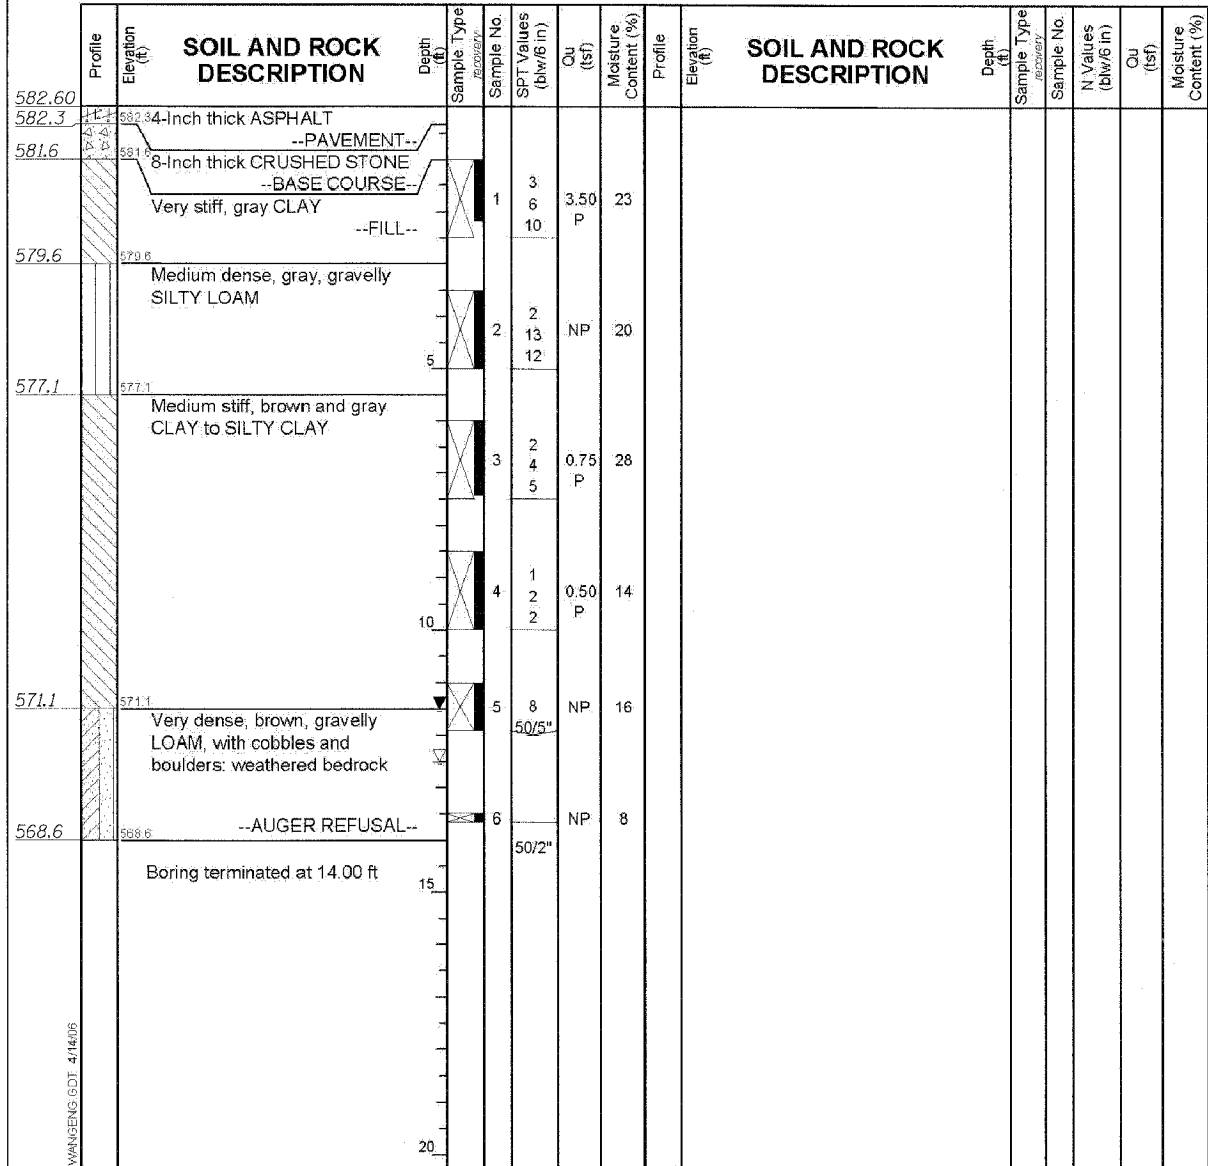 Profile
Elevation (ft)
SOIL AND ROCK DESCRIPTION
Depth (ft)
Sample Type
recovery
Sample No.
SPT Values (blw/6 in)
Qu (tsf)
Moisture Content (%)
Profile
Elevation (ft)
SOIL AND ROCK DESCRIPTION
Depth (ft)
Sample Type
recovery
Sample No.
N Values (blw/6 in)
Qu (tsf)
Moisture Content (%)
582.60
582.3 582.3 4-Inch thick ASPHALT
--PAVEMENT--
581.6 581.6 8-Inch thick CRUSHED STONE
--BASE COURSE--
Very stiff, gray CLAY
--FILL--
1 3 6 10 3.50 P 23
579.6 579.6
Medium dense, gray, gravelly
SILTY LOAM
2 2 13 12 NP 20
5
577.1 577.1
Medium stiff, brown and gray
CLAY to SILTY CLAY
3 2 4 5 0.75 P 28
4 1 2 2 0.50 P 14
10
571.1 571.1
5 8 50/5" NP 16
Very dense, brown, gravelly
LOAM, with cobbles and
boulders: weathered bedrock
6 50/2" NP 8
--AUGER REFUSAL--
568.6 568.6
Boring terminated at 14.00 ft
15
20
WANGENG.GDT 4/14/06